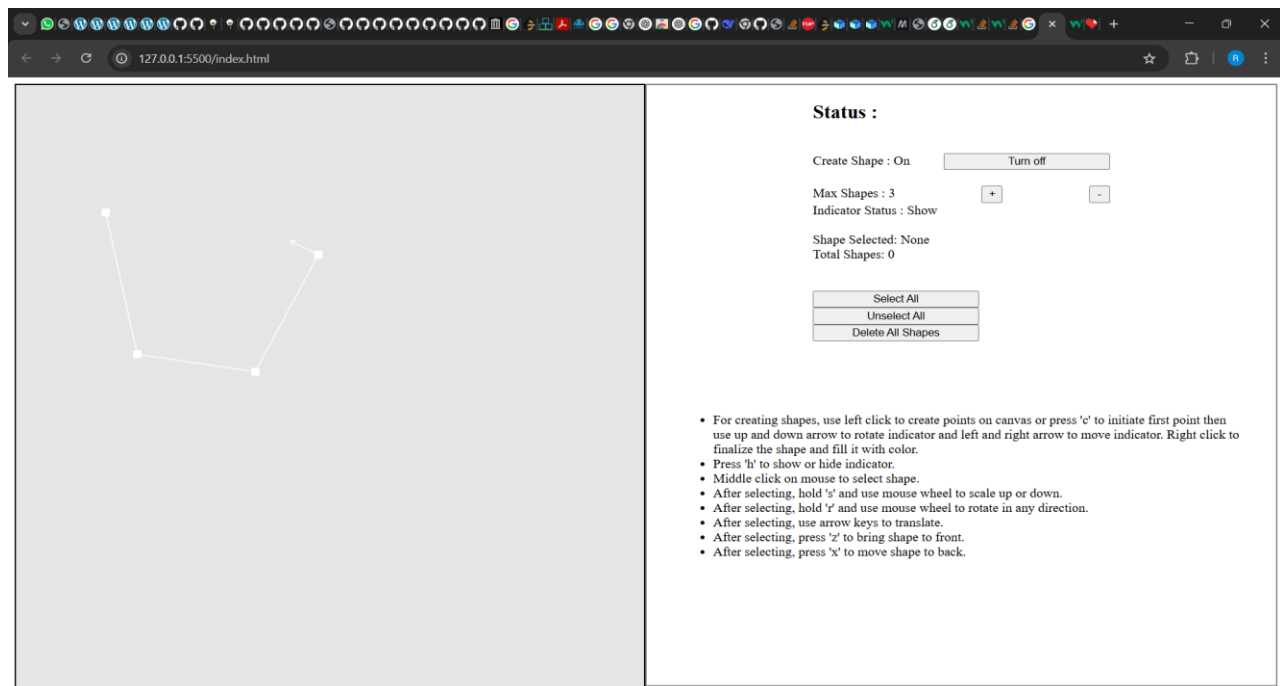 127.0.0.1:5500/index.html
R
Status :
Create Shape : On
Turn off
Max Shapes : 3
+
-
Indicator Status : Show
Shape Selected: None
Total Shapes: 0
Select All
Unselect All
Delete All Shapes
• For creating shapes, use left click to create points on canvas or press 'c' to initiate first point then
use up and down arrow to rotate indicator and left and right arrow to move indicator. Right click to
finalize the shape and fill it with color.
• Press 'h' to show or hide indicator.
• Middle click on mouse to select shape.
• After selecting, hold 's' and use mouse wheel to scale up or down.
• After selecting, hold 'r' and use mouse wheel to rotate in any direction.
• After selecting, use arrow keys to translate.
• After selecting, press 'z' to bring shape to front.
• After selecting, press 'x' to move shape to back.